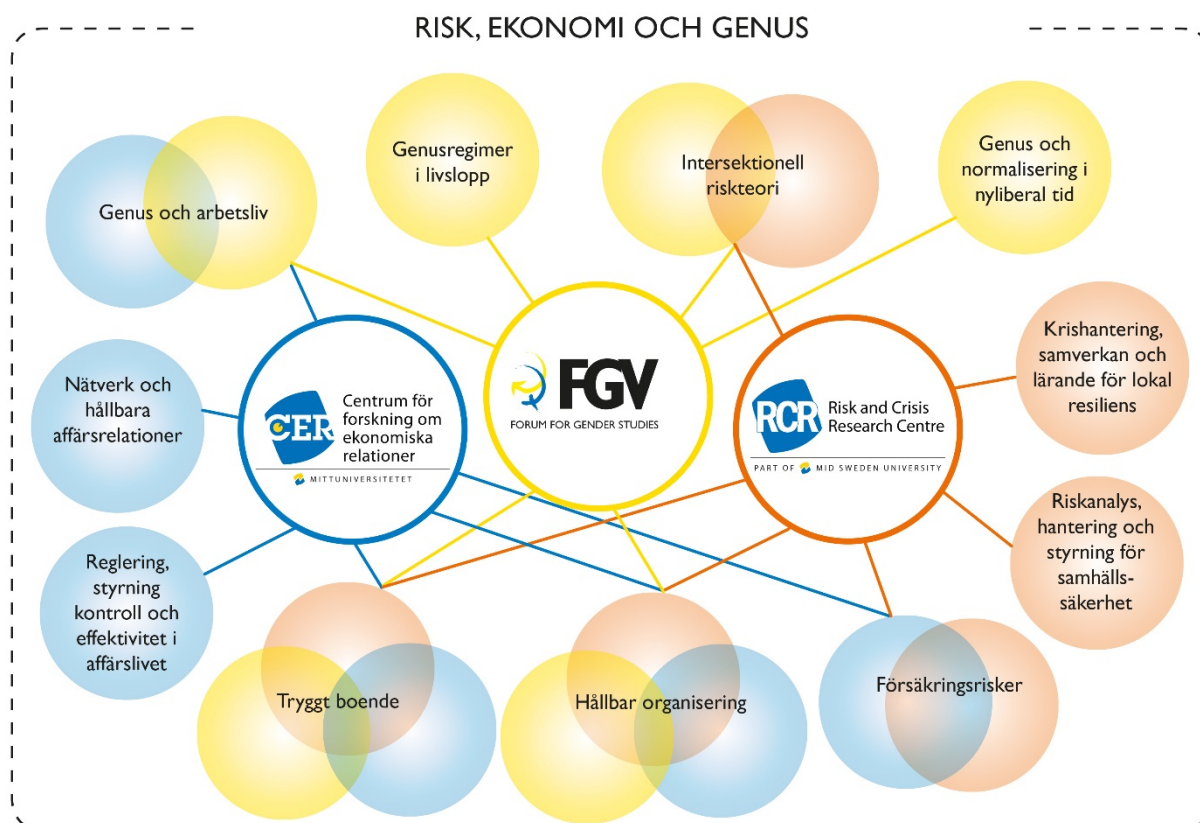 RISK, EKONOMI OCH GENUS
Genus och arbetsliv
Genusregimer
i livslopp
Intersektionell
riskteori
Genus och
normalisering i
nyliberal tid
Nätverk och
hållbara
affärsrelationer
CER
Centrum för
forskning om
ekonomiska
relationer
MITTUNIVERSITETET
FGV
FORUM FOR GENDER STUDIES
RCR
Risk and Crisis
Research Centre
PART OF MID SWEDEN UNIVERSITY
Krishantering,
samverkan och
lärande för lokal
resiliens
Reglering,
styrning
kontroll och
effektivitet i
affärslivet
Riskanalys,
hantering och
styrning för
samhälls-
säkerhet
Tryggt boende
Hållbar organisering
Försäkringsrisker